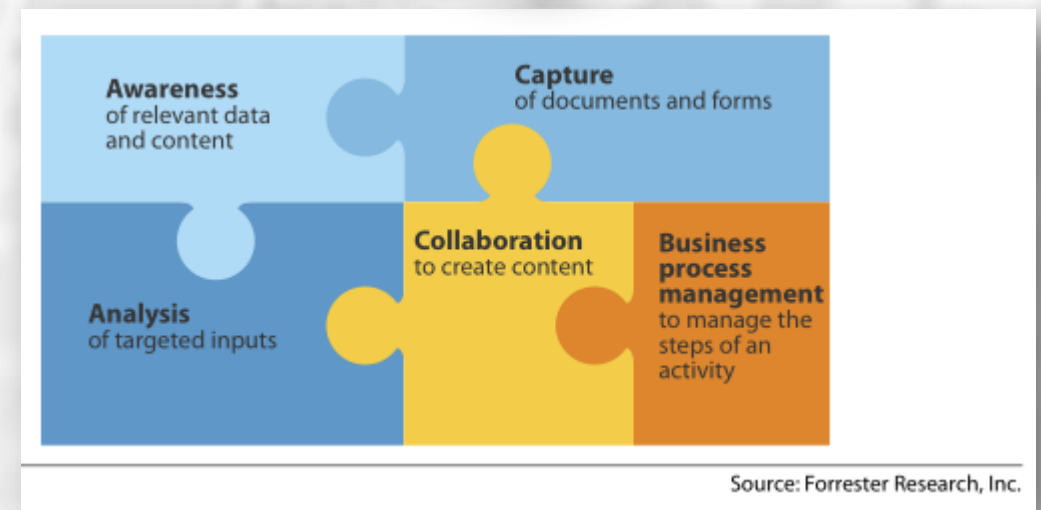 Awareness
of relevant data
and content
Capture
of documents and forms
Analysis
of targeted inputs
Collaboration
to create content
Business
process
management
to manage the
steps of an
activity
Source: Forrester Research, Inc.